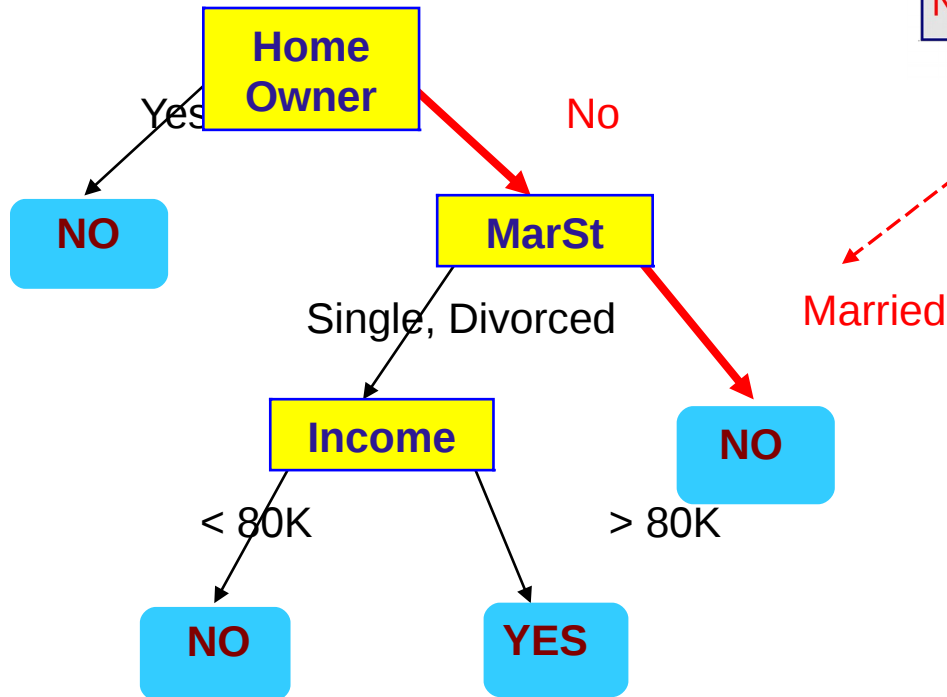 Home
Owner
Yes
No
NO
MarSt
Single, Divorced
Married
Income
NO
< 80K
> 80K
NO
YES